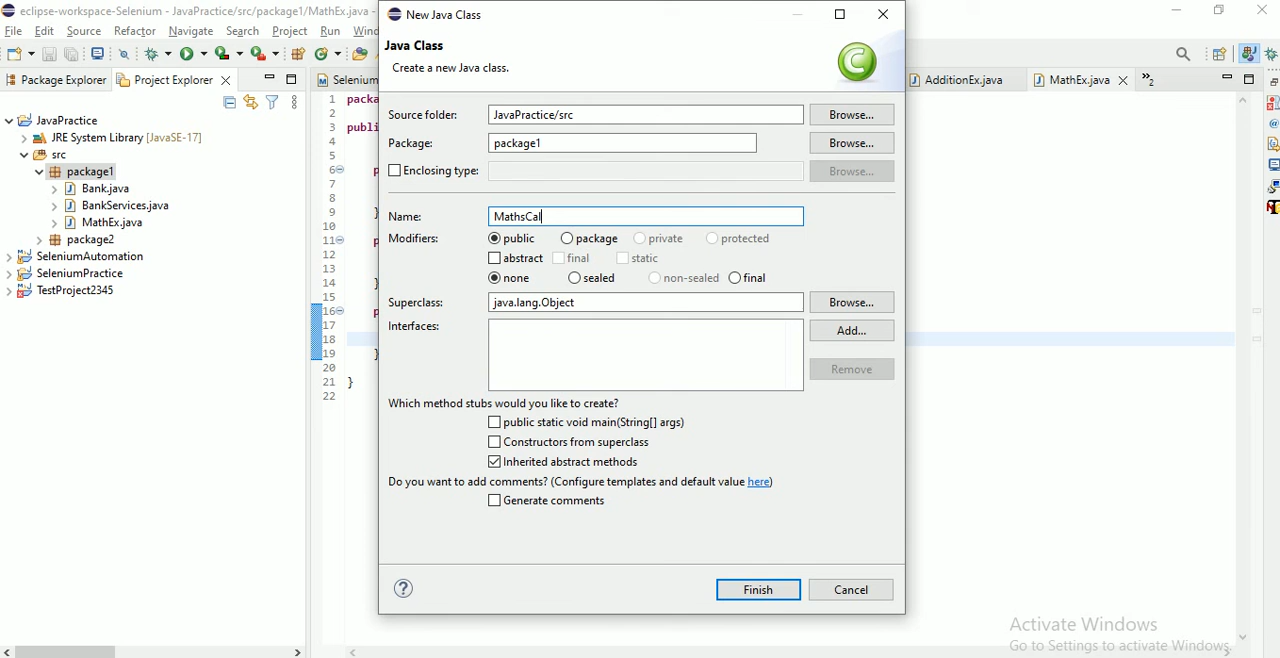 eclipse-workspace-Selenium - JavaPractice/src/package1/MathEx.java -
New Java Class
File Edit Source Refactor Navigate Search Project Run
Java Class
Create a new Java class.
Package Explorer Project Explorer
AdditionEx.java MathEx.java »2
JavaPractice
JRE System Library [JavaSE-17]
src
package1
Bank.java
BankServices.java
MathEx.java
package2
SeleniumAutomation
SeleniumPractice
TestProject2345
1
2
3
4
5
6
7
8
9 }
10
11
12
13
14 }
15
16
17
18
19 }
20
21 }
22
Source folder: JavaPractice/src Browse...
Package: package1 Browse...
Enclosing type: Browse...
Name: MathsCal
Modifiers: public package private protected
abstract final static
none sealed non-sealed final
Superclass: java.lang.Object Browse...
Interfaces: Add...
Remove
Which method stubs would you like to create?
public static void main(String[] args)
Constructors from superclass
Inherited abstract methods
Do you want to add comments? (Configure templates and default value here)
Generate comments
? Finish Cancel
Activate Windows
Go to Settings to activate Windows.